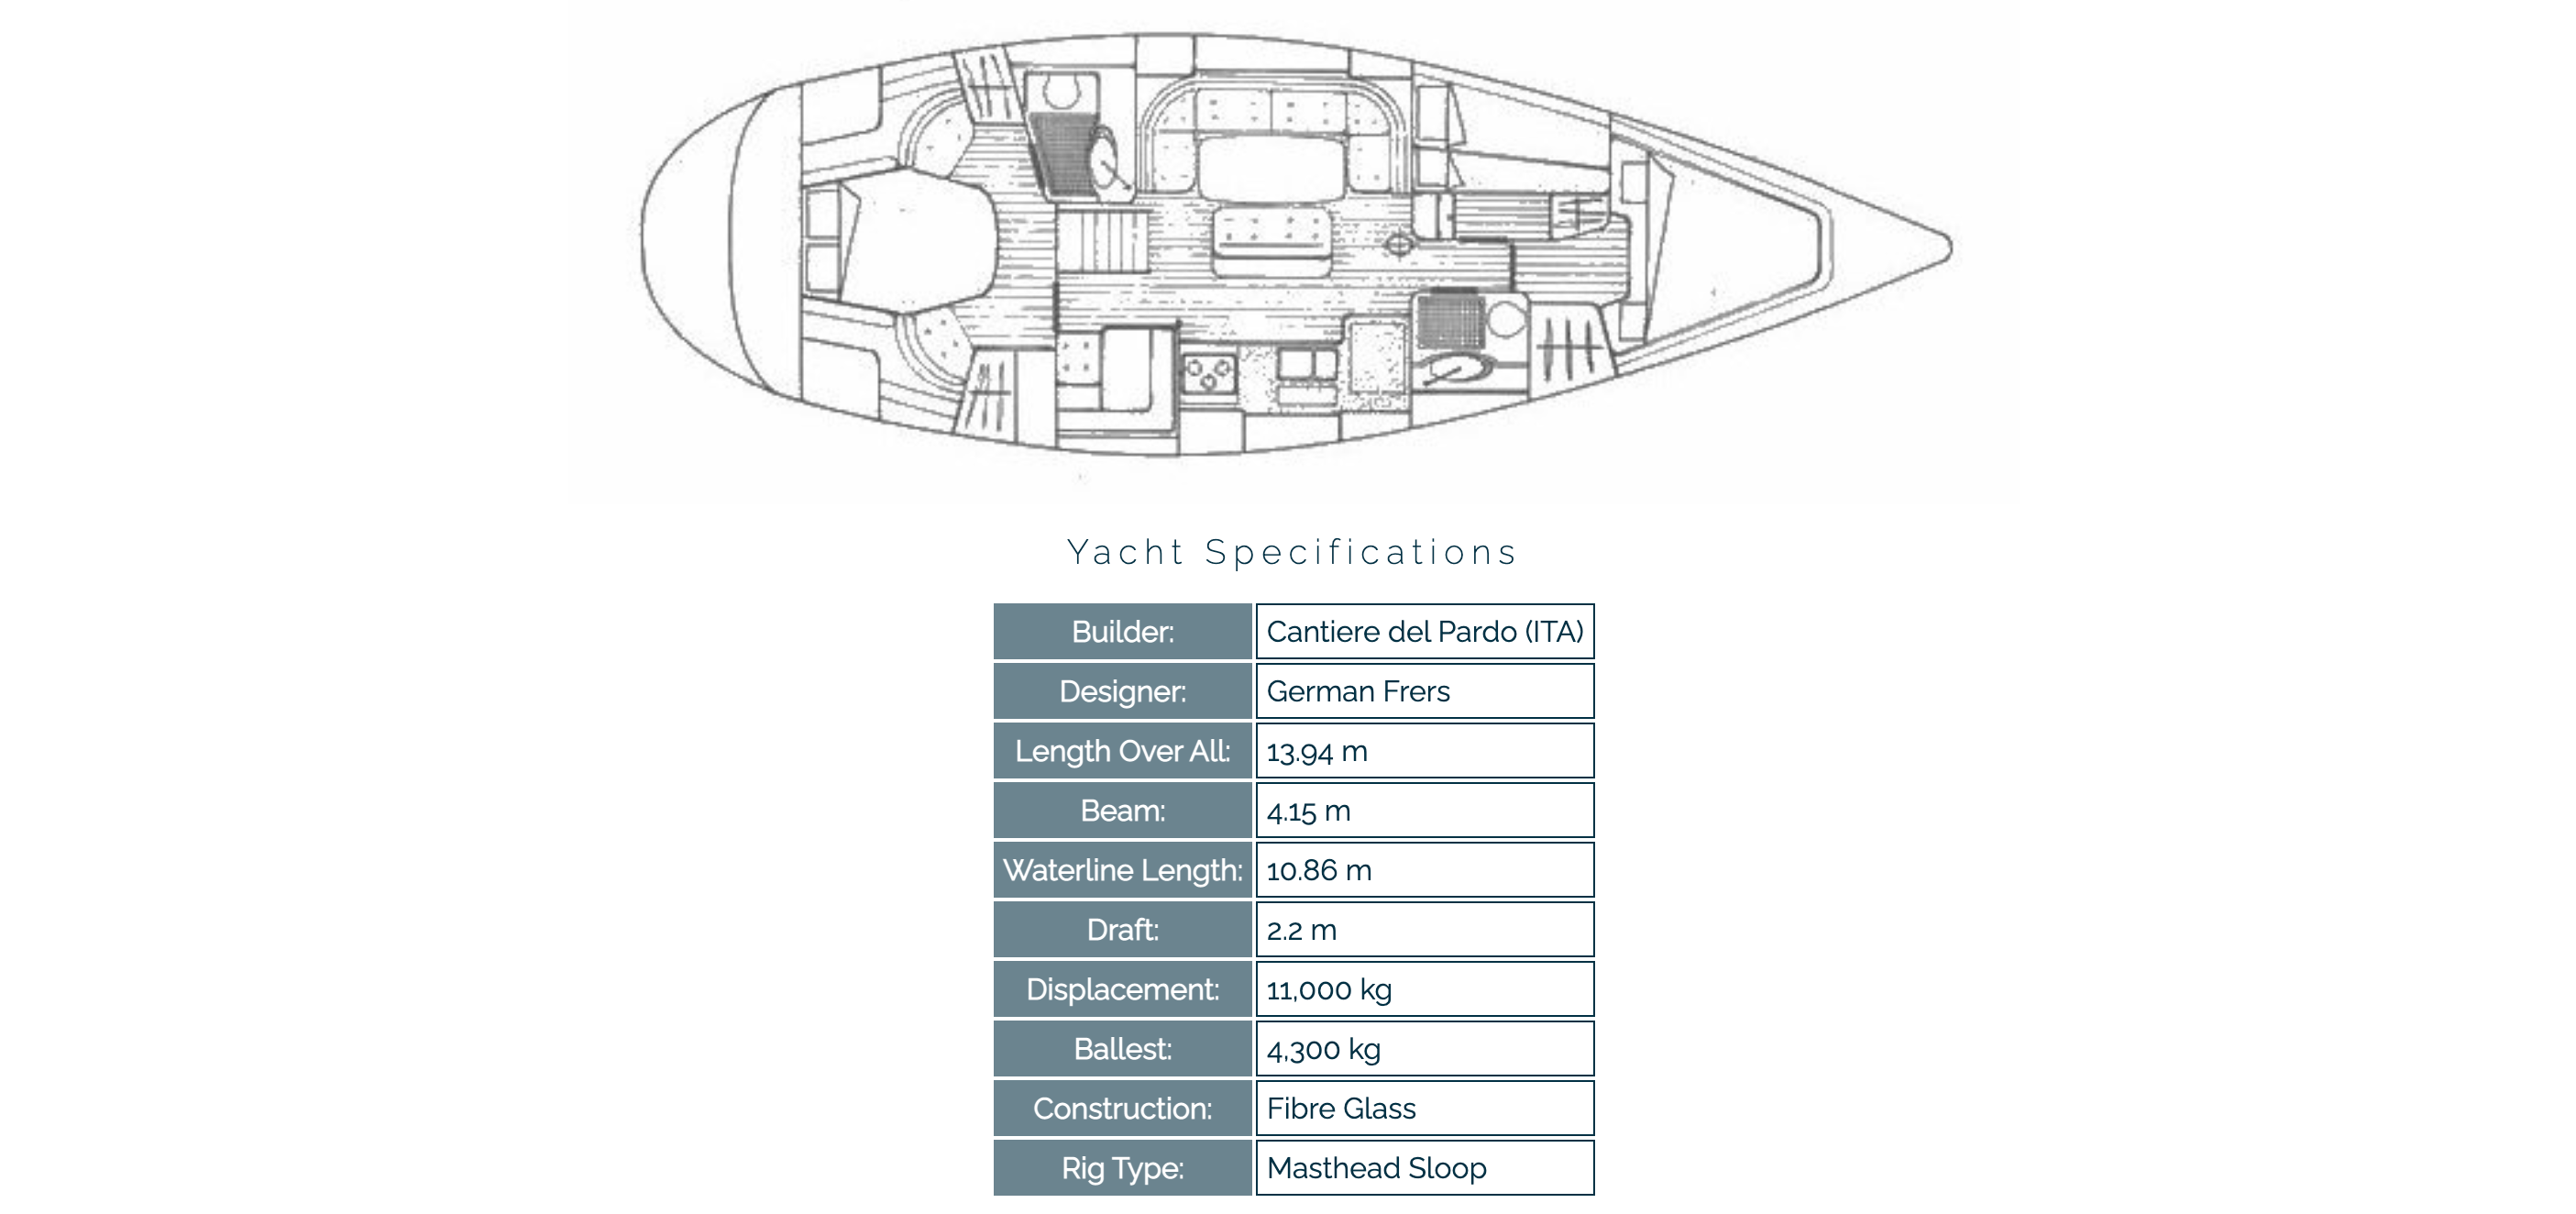 Yacht Specifications
Builder: Cantiere del Pardo (ITA)
Designer: German Frers
Length Over All: 13.94 m
Beam: 4.15 m
Waterline Length: 10.86 m
Draft: 2.2 m
Displacement: 11,000 kg
Ballest: 4,300 kg
Construction: Fibre Glass
Rig Type: Masthead Sloop